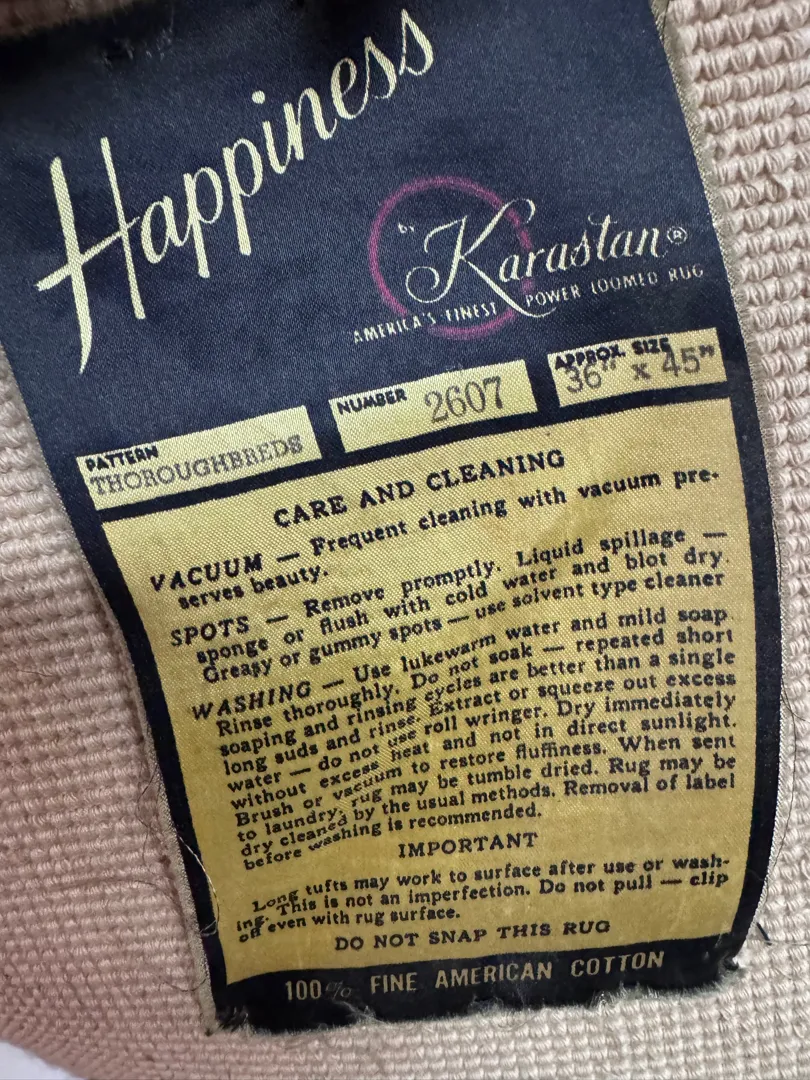 Happiness
by
Karastan®
AMERICA'S FINEST POWER LOOMED RUG
PATTERN
THOROUGHBREDS
NUMBER 2607
APPROX. SIZE
36" x 45"
CARE AND CLEANING
VACUUM — Frequent cleaning with vacuum pre-
serves beauty.
SPOTS — Remove promptly. Liquid spillage —
sponge or flush with cold water and blot dry.
Greasy or gummy spots — use solvent type cleaner
WASHING — Use lukewarm water and mild soap.
Rinse thoroughly. Do not soak — repeated short
soaping and rinsing cycles are better than a single
long suds and rinse. Extract or squeeze out excess
water — do not use roll wringer. Dry immediately
without excess heat and not in direct sunlight.
Brush or vacuum to restore fluffiness. When sent
to laundry, rug may be tumble dried. Rug may be
dry cleaned by the usual methods. Removal of label
before washing is recommended.
IMPORTANT
Long tufts may work to surface after use or wash-
ing. This is not an imperfection. Do not pull — clip
off even with rug surface.
DO NOT SNAP THIS RUG
100% FINE AMERICAN COTTON